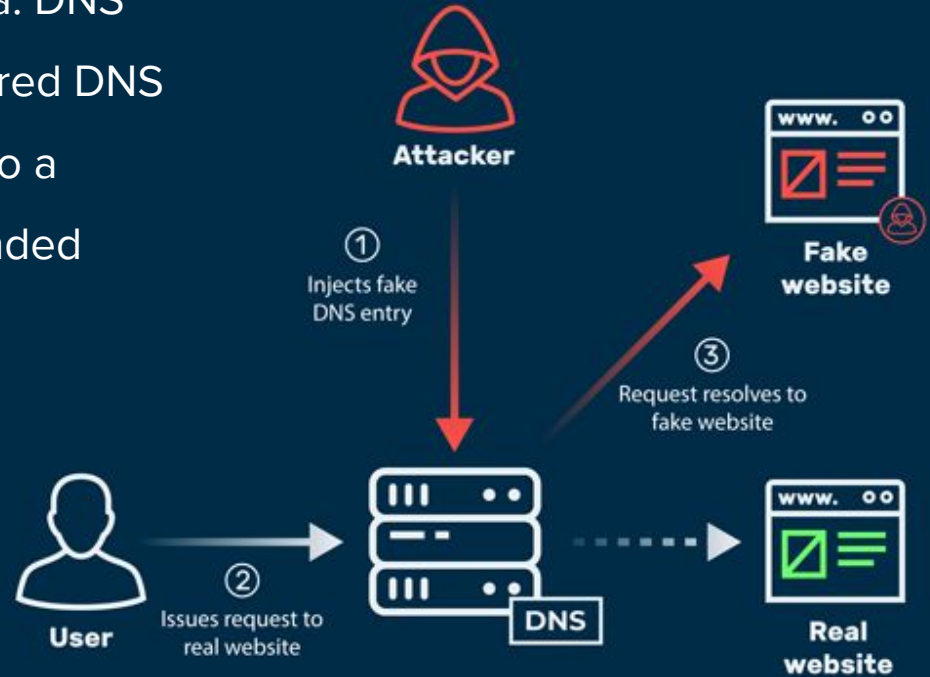 a. DNS
red DNS
o a
nded
Attacker
①
Injects fake
DNS entry
www.
Fake
website
③
Request resolves to
fake website
User
②
Issues request to
real website
DNS
www.
Real
website